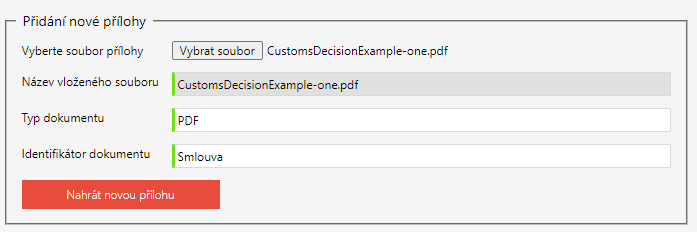 Přidání nové přílohy
Vyberte soubor přílohy Vybrat soubor CustomsDecisionExample-one.pdf
Název vloženého souboru CustomsDecisionExample-one.pdf
Typ dokumentu PDF
Identifikátor dokumentu Smlouva
Nahrát novou přílohu